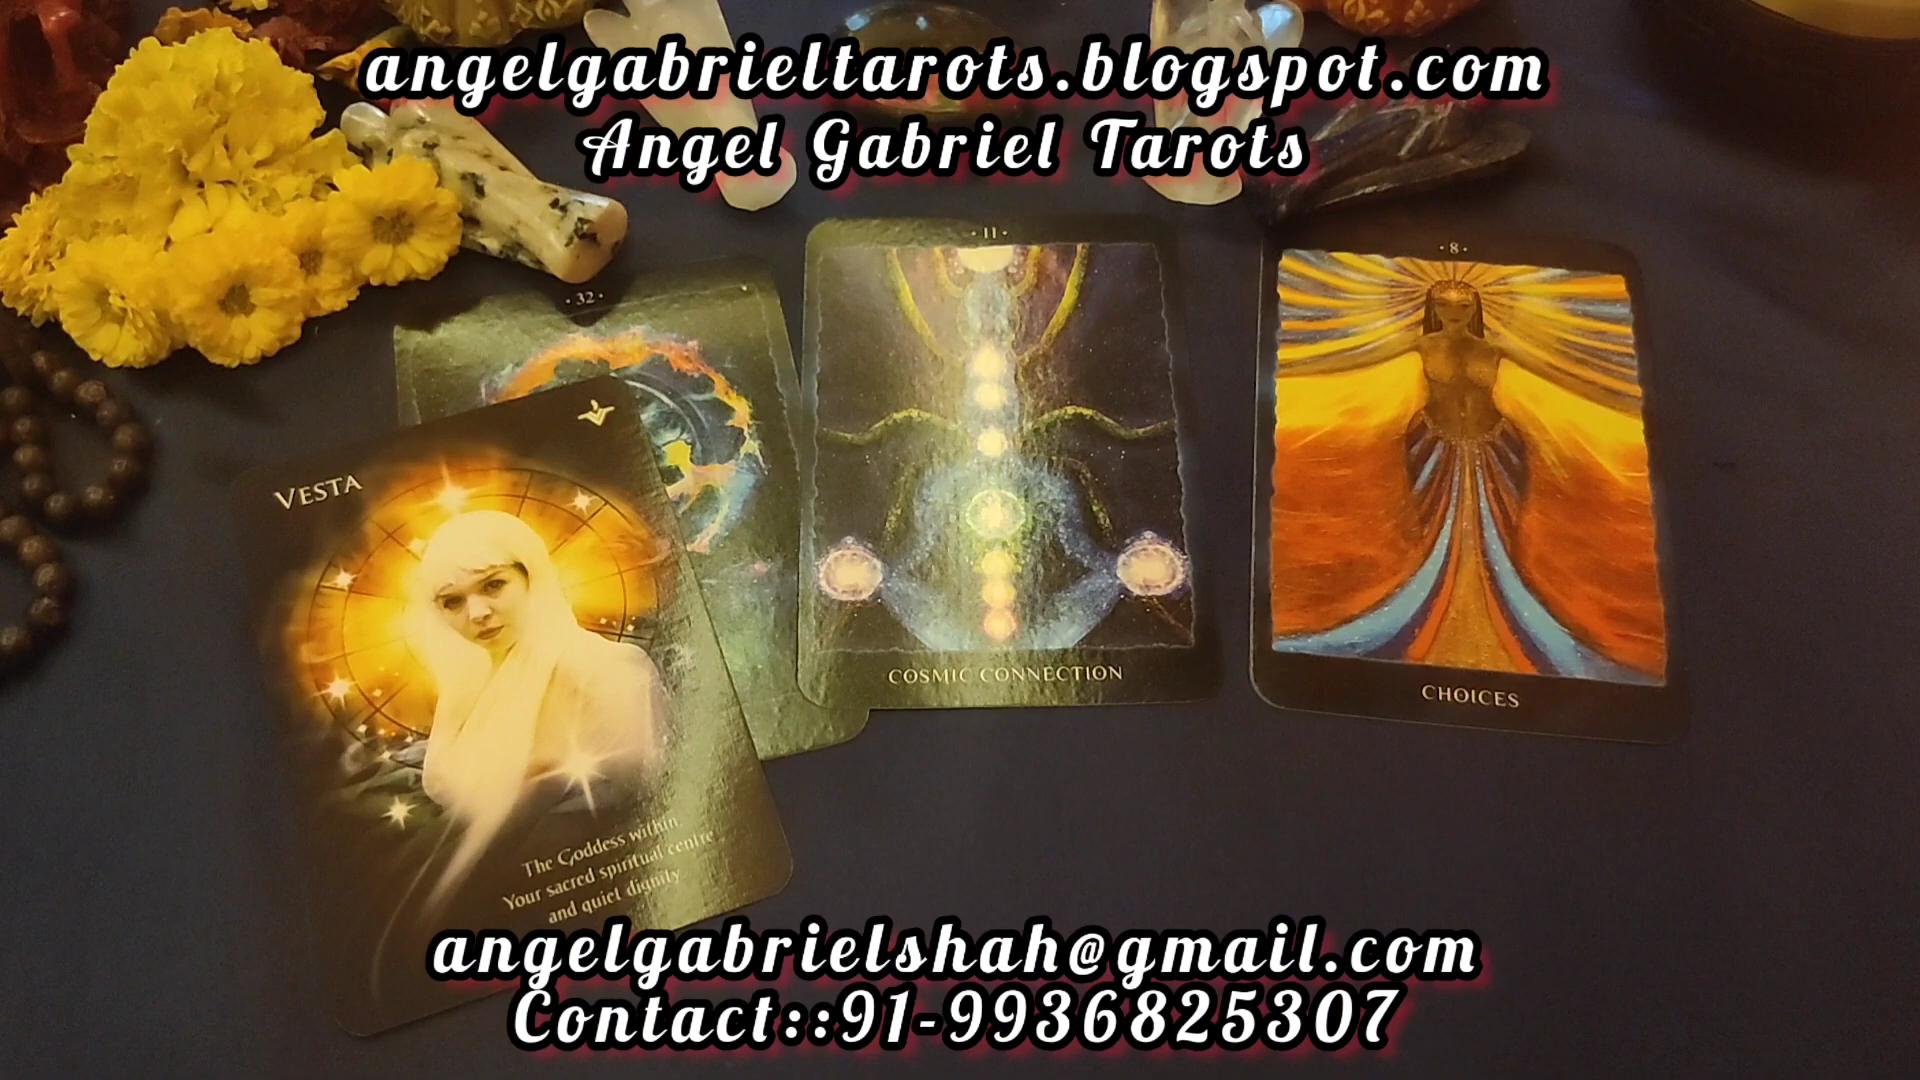 angelgabrieltarots.blogspot.com
Angel Gabriel Tarots
· 11 ·
· 8 ·
· 32 ·
VESTA
COSMIC CONNECTION
CHOICES
The Goddess within
Your sacred spiritual centre
and quiet dignity
angelgabrielshah@gmail.com
Contact::91-9936825307